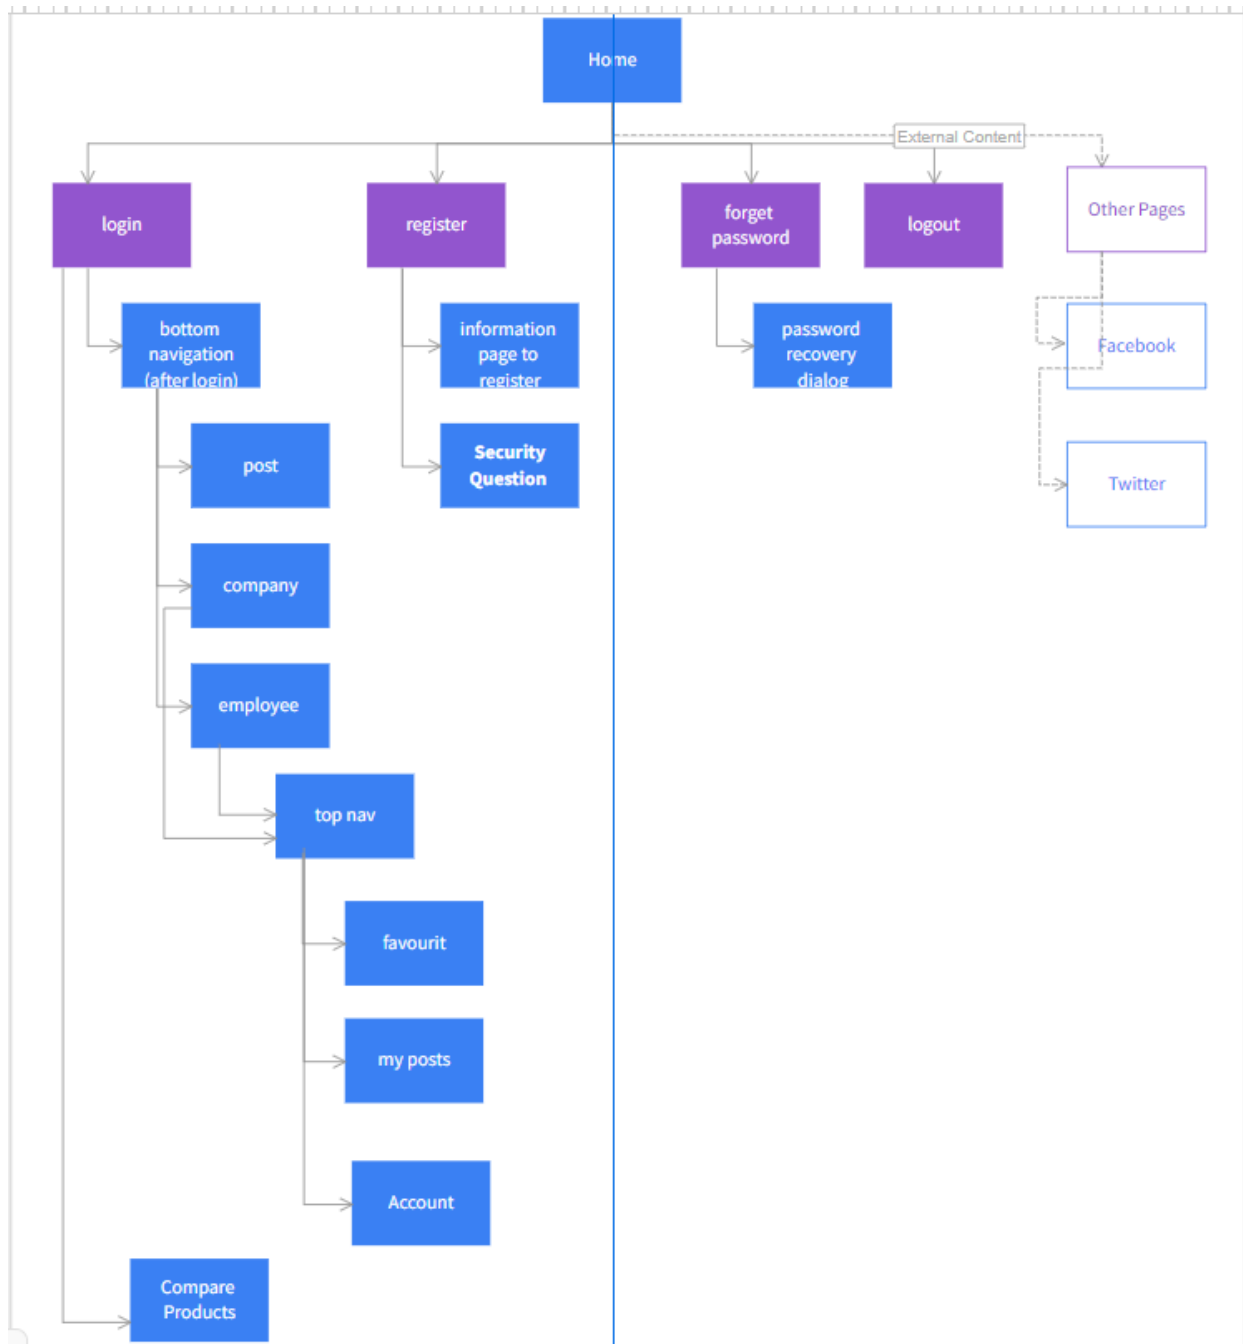 Home
External Content
login
register
forget
password
logout
Other Pages
bottom
navigation
(after login)
information
page to
register
password
recovery
dialog
Facebook
post
Security
Question
Twitter
company
employee
top nav
favourit
my posts
Account
Compare
Products